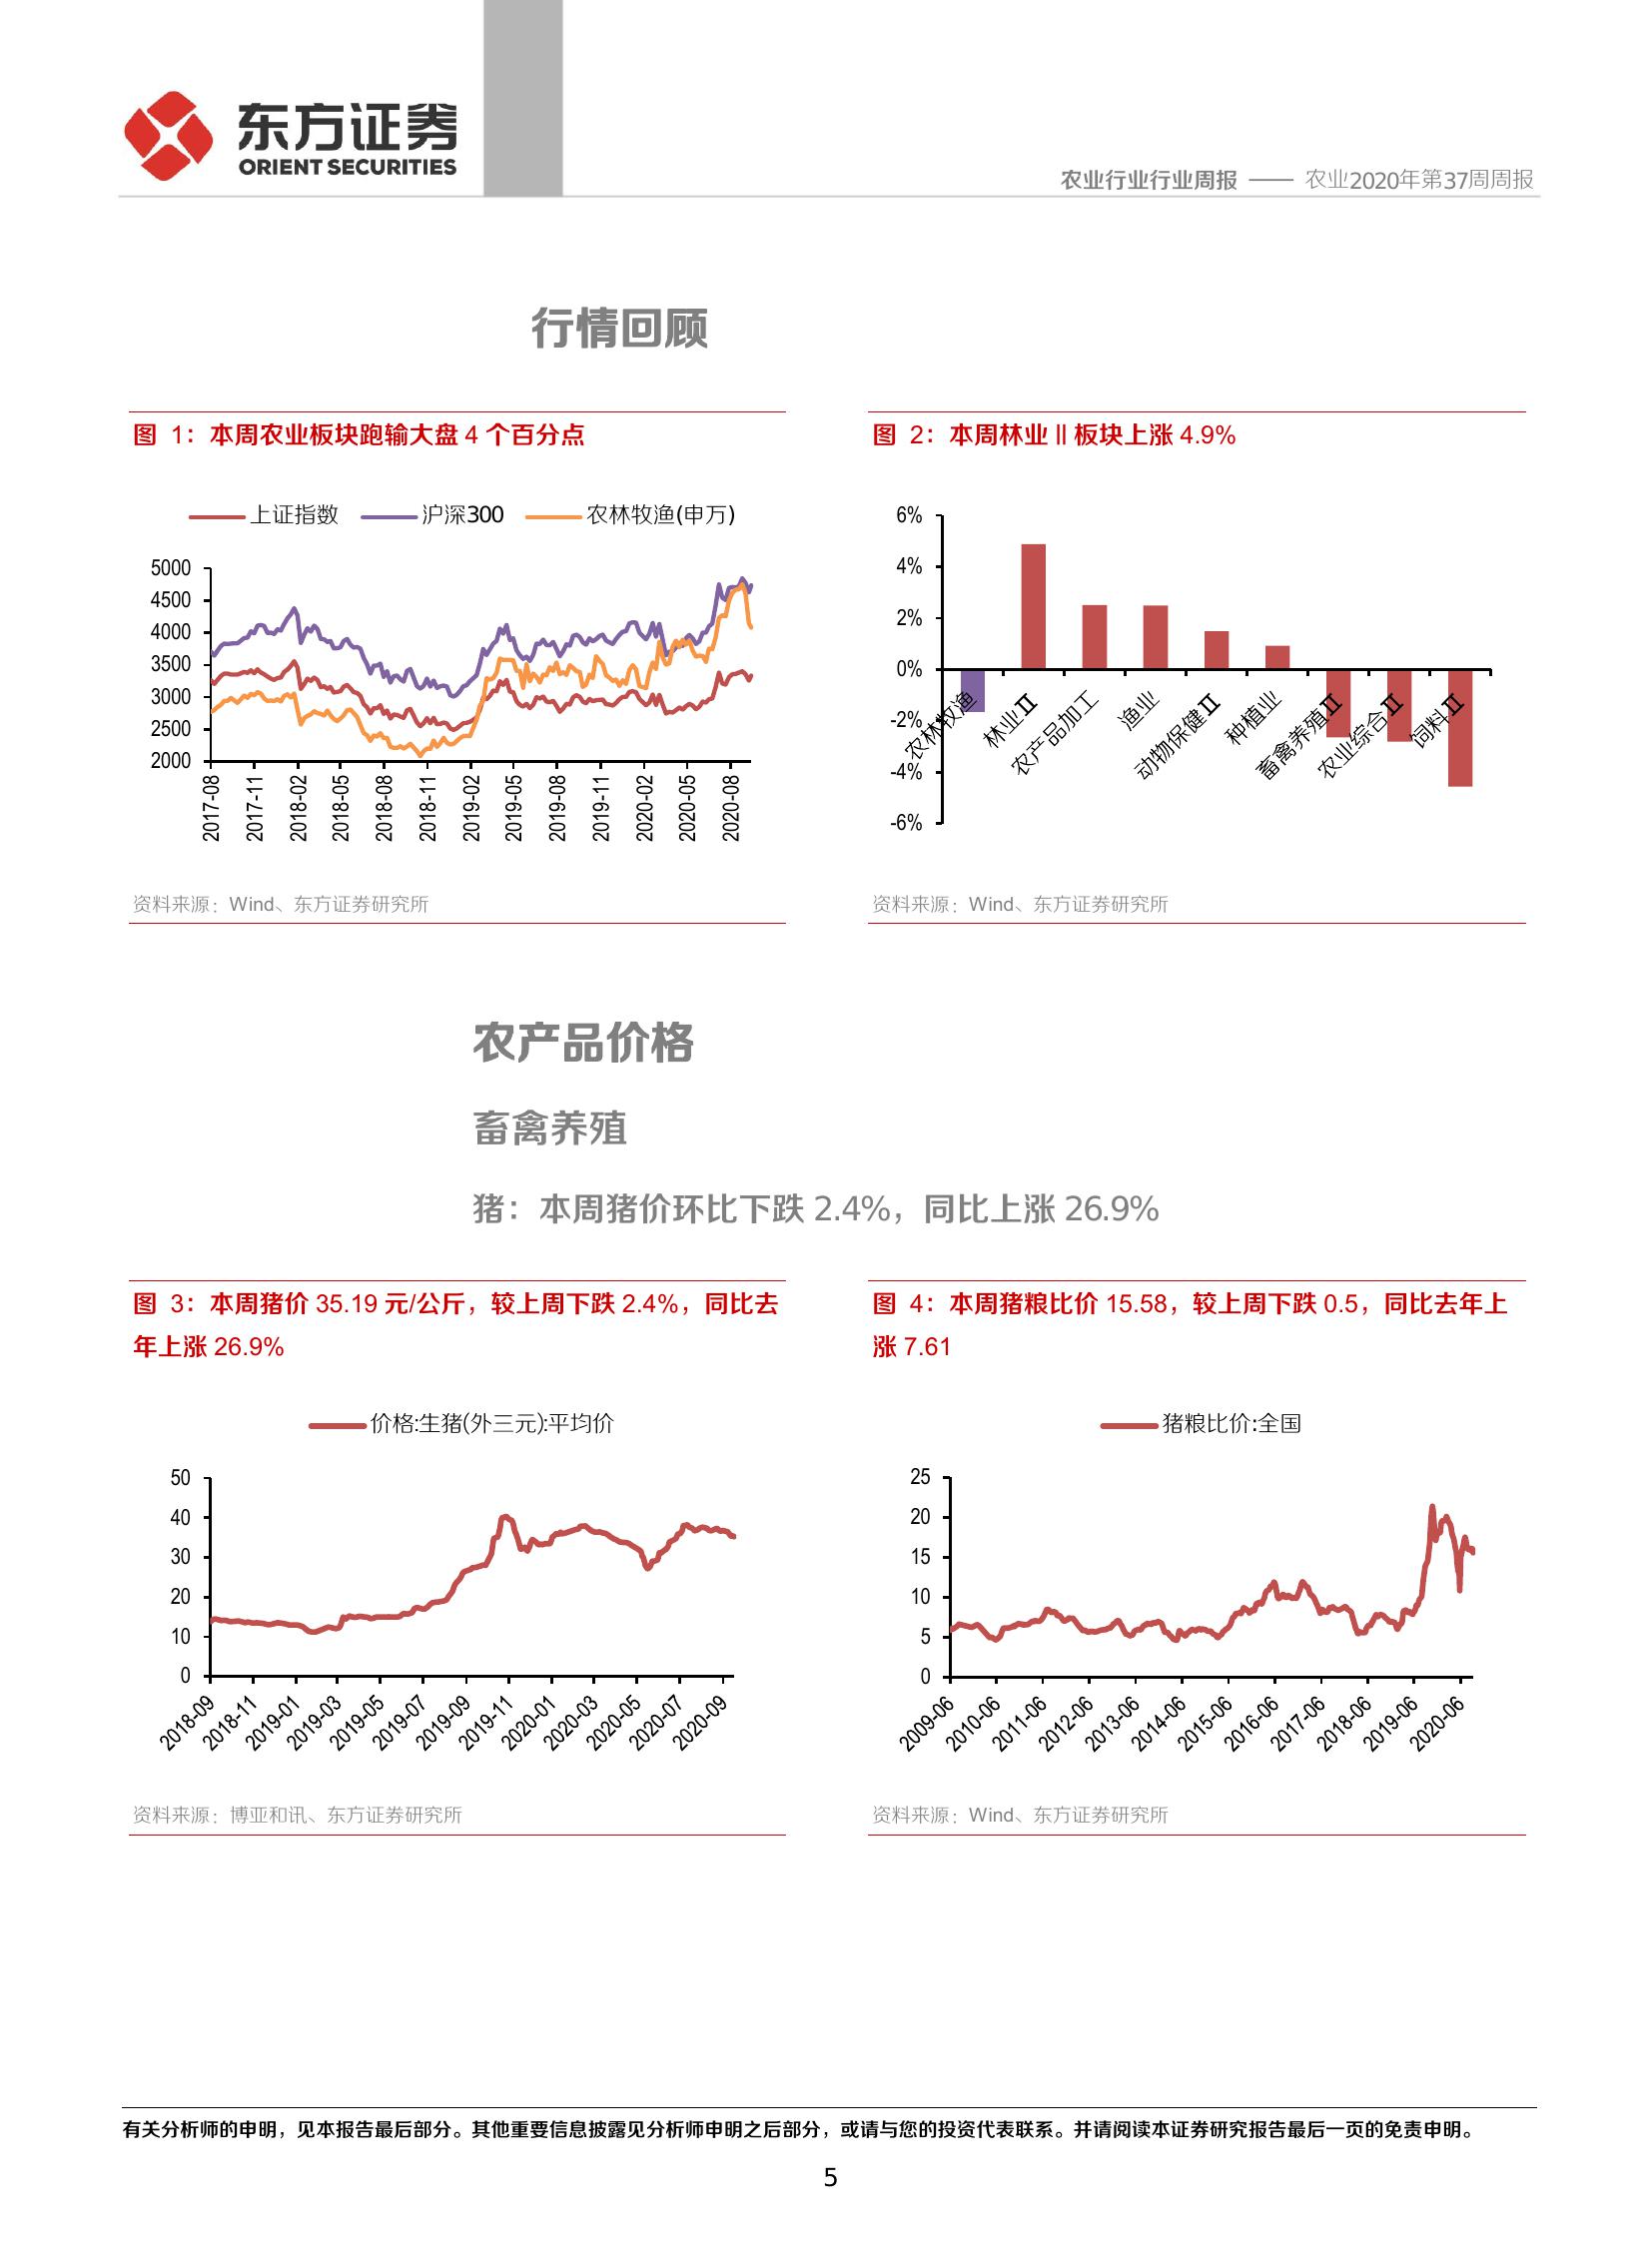 东方证券
ORIENT SECURITIES
农业行业行业周报 —— 农业2020年第37周周报
行情回顾
图 1：本周农业板块跑输大盘 4 个百分点
上证指数 沪深300 农林牧渔(申万)
5000
4500
4000
3500
3000
2500
2000
2017-08 2017-11 2018-02 2018-05 2018-08 2018-11 2019-02 2019-05 2019-08 2019-11 2020-02 2020-05 2020-08
资料来源：Wind、东方证券研究所
图 2：本周林业Ⅱ板块上涨 4.9%
6%
4%
2%
0%
-2%
-4%
-6%
农林牧渔 林业Ⅱ 农产品加工 渔业 动物保健Ⅱ 种植业 畜禽养殖Ⅱ 农业综合Ⅱ 饲料Ⅱ
资料来源：Wind、东方证券研究所
农产品价格
畜禽养殖
猪：本周猪价环比下跌 2.4%，同比上涨 26.9%
图 3：本周猪价 35.19 元/公斤，较上周下跌 2.4%，同比去
年上涨 26.9%
价格:生猪(外三元):平均价
50
40
30
20
10
0
2018-09 2018-11 2019-01 2019-03 2019-05 2019-07 2019-09 2019-11 2020-01 2020-03 2020-05 2020-07 2020-09
资料来源：博亚和讯、东方证券研究所
图 4：本周猪粮比价 15.58，较上周下跌 0.5，同比去年上
涨 7.61
猪粮比价:全国
25
20
15
10
5
0
2009-06 2010-06 2011-06 2012-06 2013-06 2014-06 2015-06 2016-06 2017-06 2018-06 2019-06 2020-06
资料来源：Wind、东方证券研究所
有关分析师的申明，见本报告最后部分。其他重要信息披露见分析师申明之后部分，或请与您的投资代表联系。并请阅读本证券研究报告最后一页的免责申明。
5